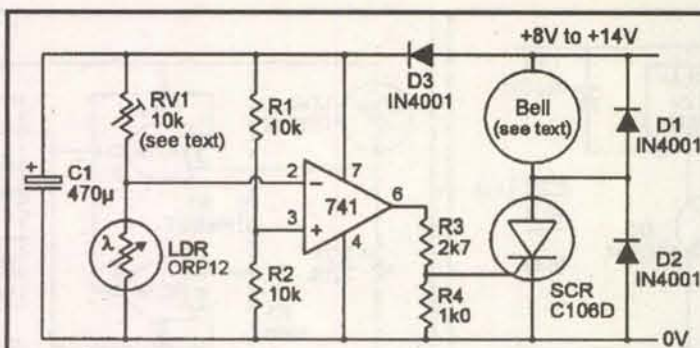 +8V to +14V
D3
IN4001
RV1
10k
(see text)
R1
10k
Bell
(see text)
D1
IN4001
+
C1
470µ
2
−
7
741
6
3
+
4
λ
LDR
ORP12
R2
10k
R3
2k7
R4
1k0
SCR
C106D
D2
IN4001
0V